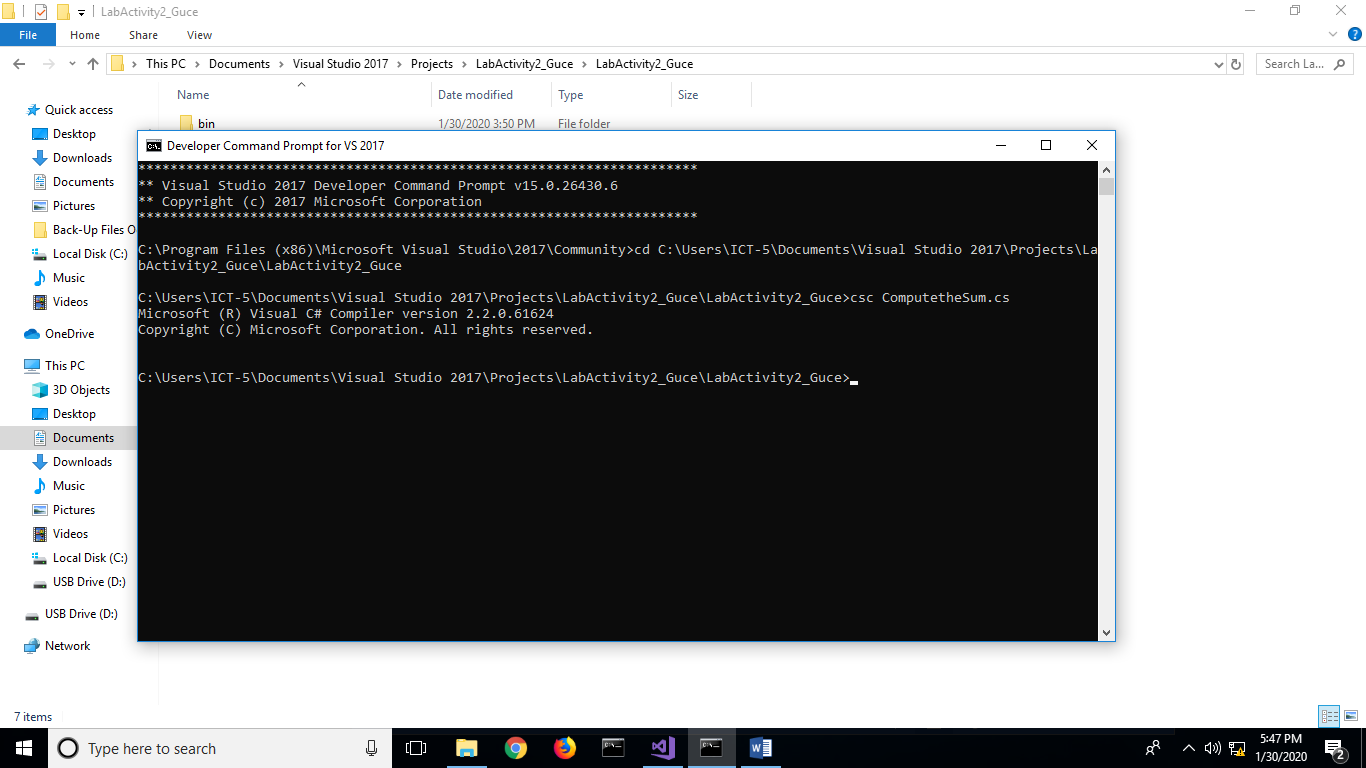 LabActivity2_Guce
File Home Share View
This PC Documents Visual Studio 2017 Projects LabActivity2_Guce LabActivity2_Guce Search La...
Name Date modified Type Size
Quick access
bin 1/30/2020 3:50 PM File folder
Desktop
Downloads
Documents
Pictures
Back-Up Files O
Local Disk (C:)
Music
Videos
OneDrive
This PC
3D Objects
Desktop
Documents
Downloads
Music
Pictures
Videos
Local Disk (C:)
USB Drive (D:)
USB Drive (D:)
Network
Developer Command Prompt for VS 2017
**********************************************************************
** Visual Studio 2017 Developer Command Prompt v15.0.26430.6
** Copyright (c) 2017 Microsoft Corporation
**********************************************************************
C:\Program Files (x86)\Microsoft Visual Studio\2017\Community>cd C:\Users\ICT-5\Documents\Visual Studio 2017\Projects\La
bActivity2_Guce\LabActivity2_Guce
C:\Users\ICT-5\Documents\Visual Studio 2017\Projects\LabActivity2_Guce\LabActivity2_Guce>csc ComputetheSum.cs
Microsoft (R) Visual C# Compiler version 2.2.0.61624
Copyright (C) Microsoft Corporation. All rights reserved.
C:\Users\ICT-5\Documents\Visual Studio 2017\Projects\LabActivity2_Guce\LabActivity2_Guce>
7 items
Type here to search
5:47 PM
1/30/2020
2